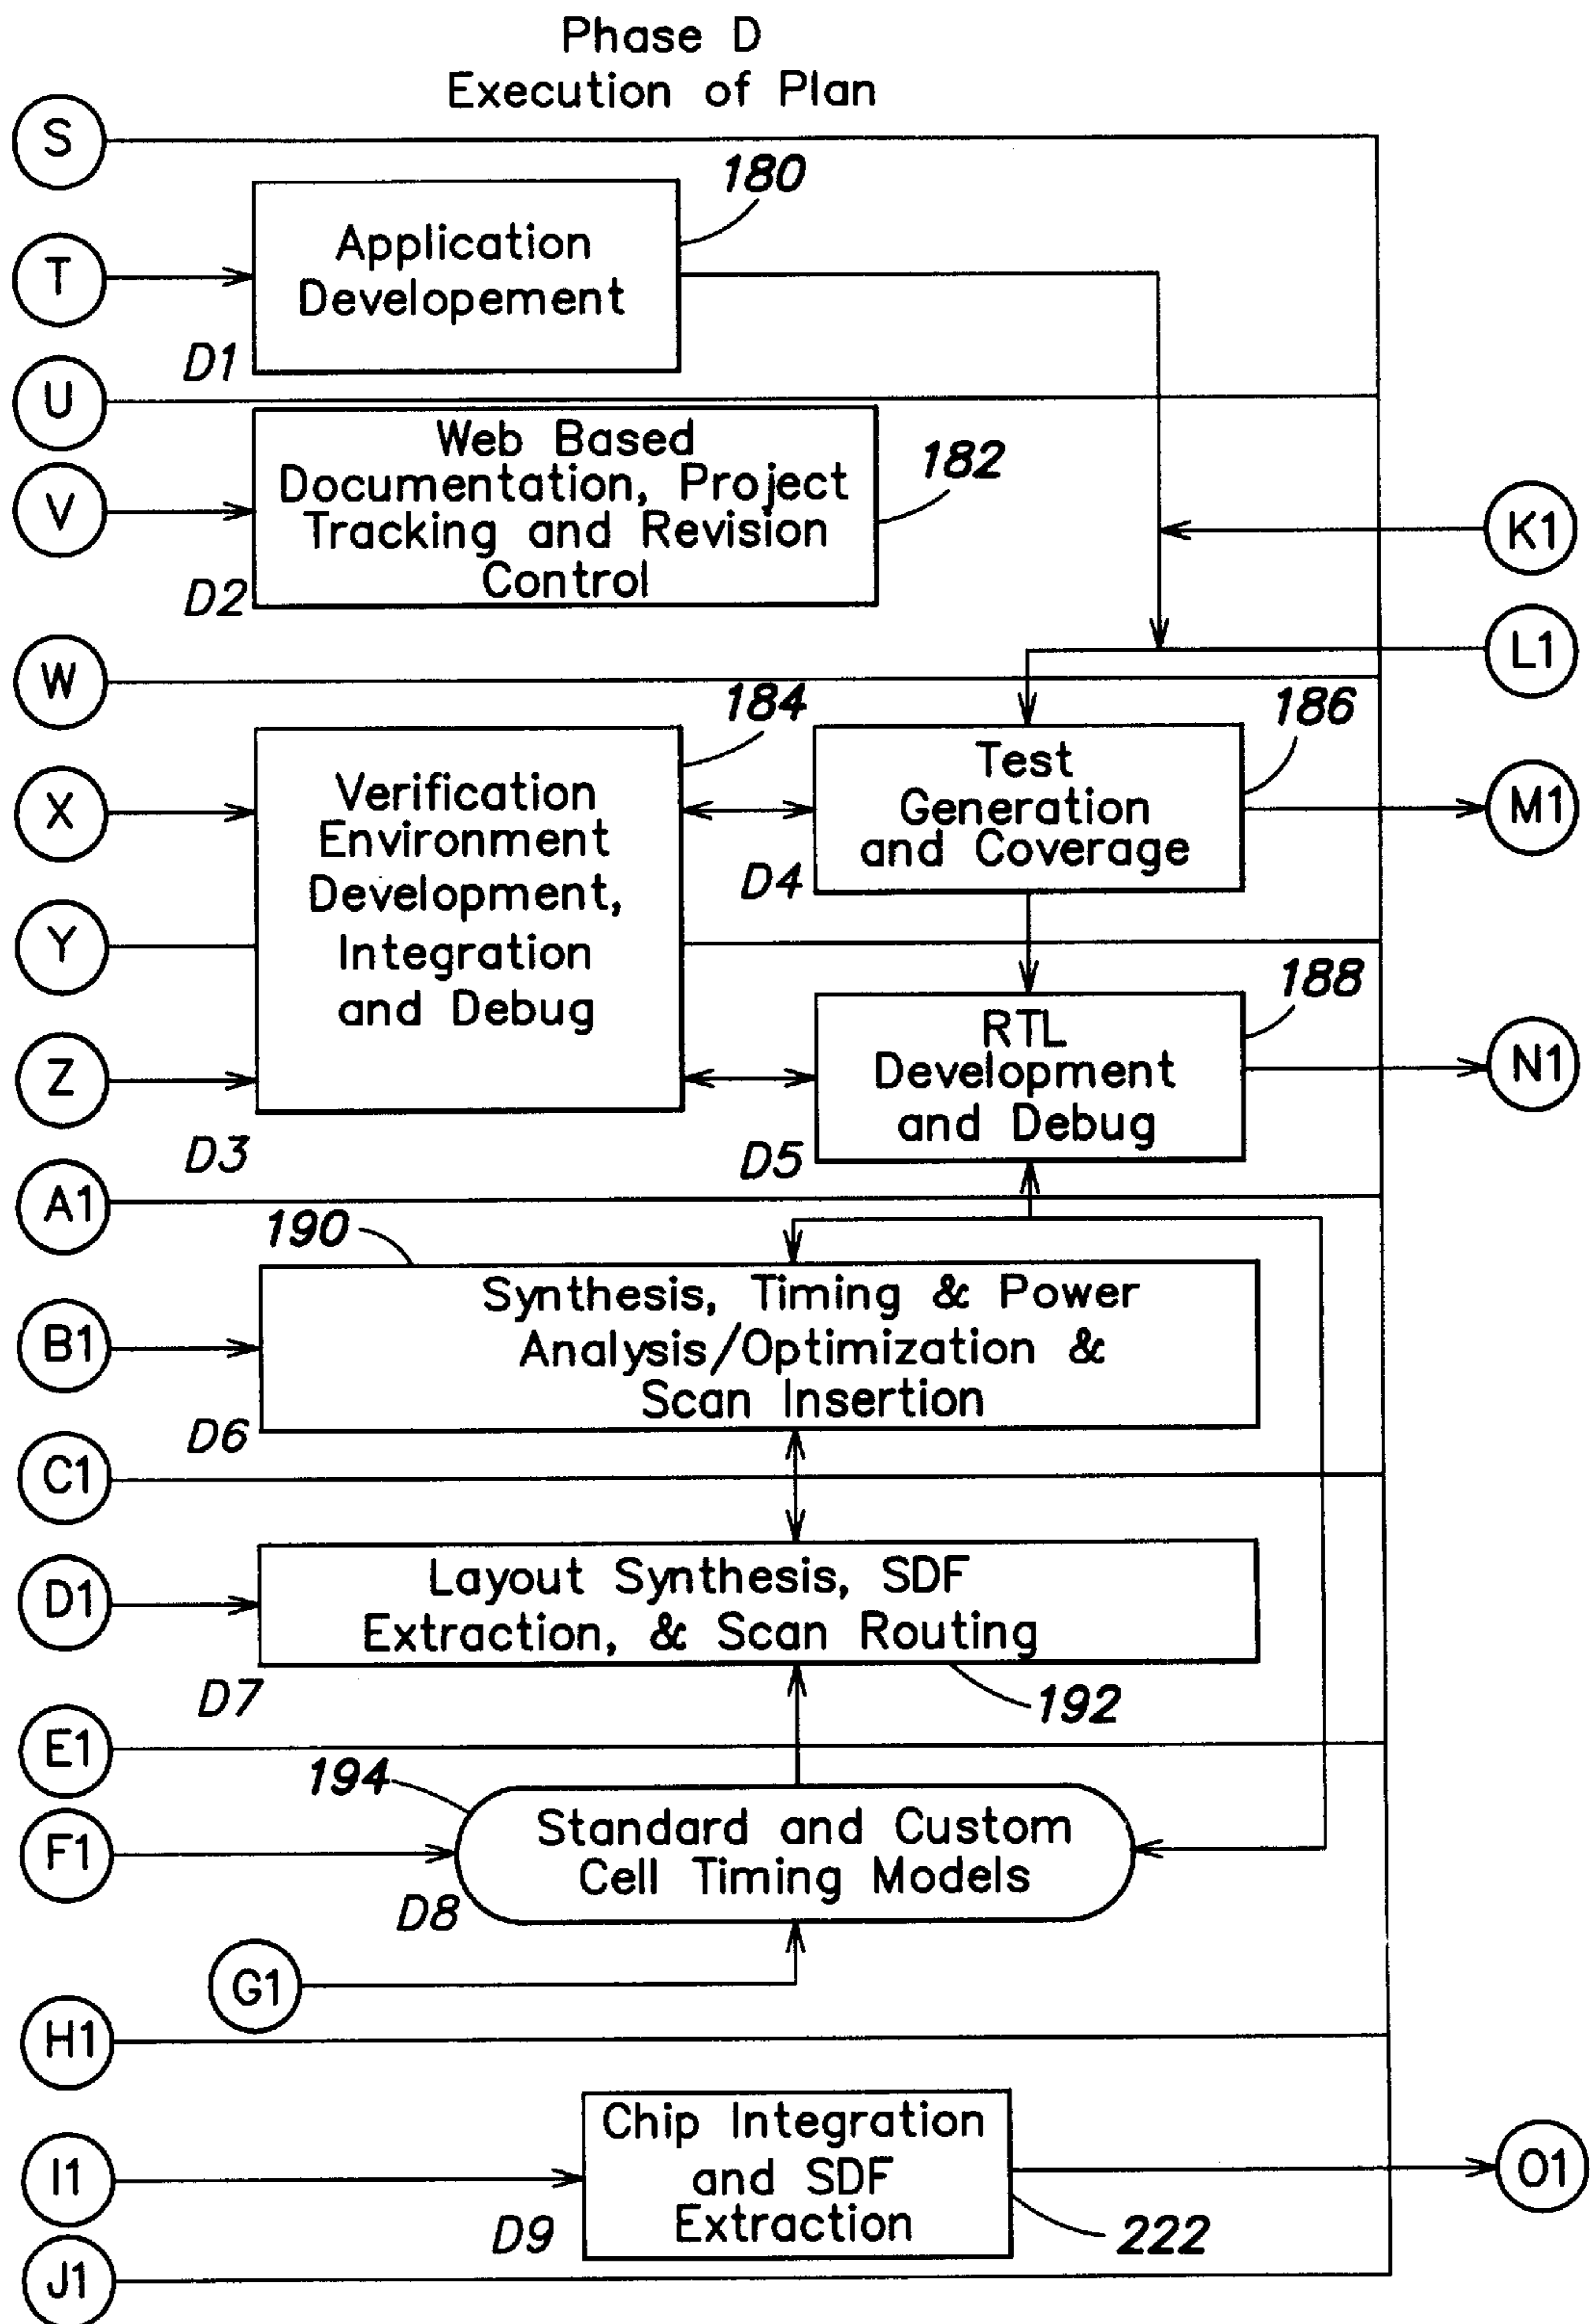 Phase D
Execution of Plan
S
180
Application
Developement
T
D1
U
Web Based
Documentation, Project
Tracking and Revision
Control
182
V
K1
D2
L1
W
184
186
Test
Generation
and Coverage
Verification
Environment
Development,
Integration
and Debug
X
M1
D4
Y
188
RTL
Development
and Debug
Z
N1
D3
D5
A1
190
Synthesis, Timing & Power
Analysis/Optimization &
Scan Insertion
B1
D6
C1
Layout Synthesis, SDF
Extraction, & Scan Routing
D1
D7
192
E1
194
Standard and Custom
Cell Timing Models
F1
D8
G1
H1
Chip Integration
and SDF
Extraction
I1
O1
D9
222
J1